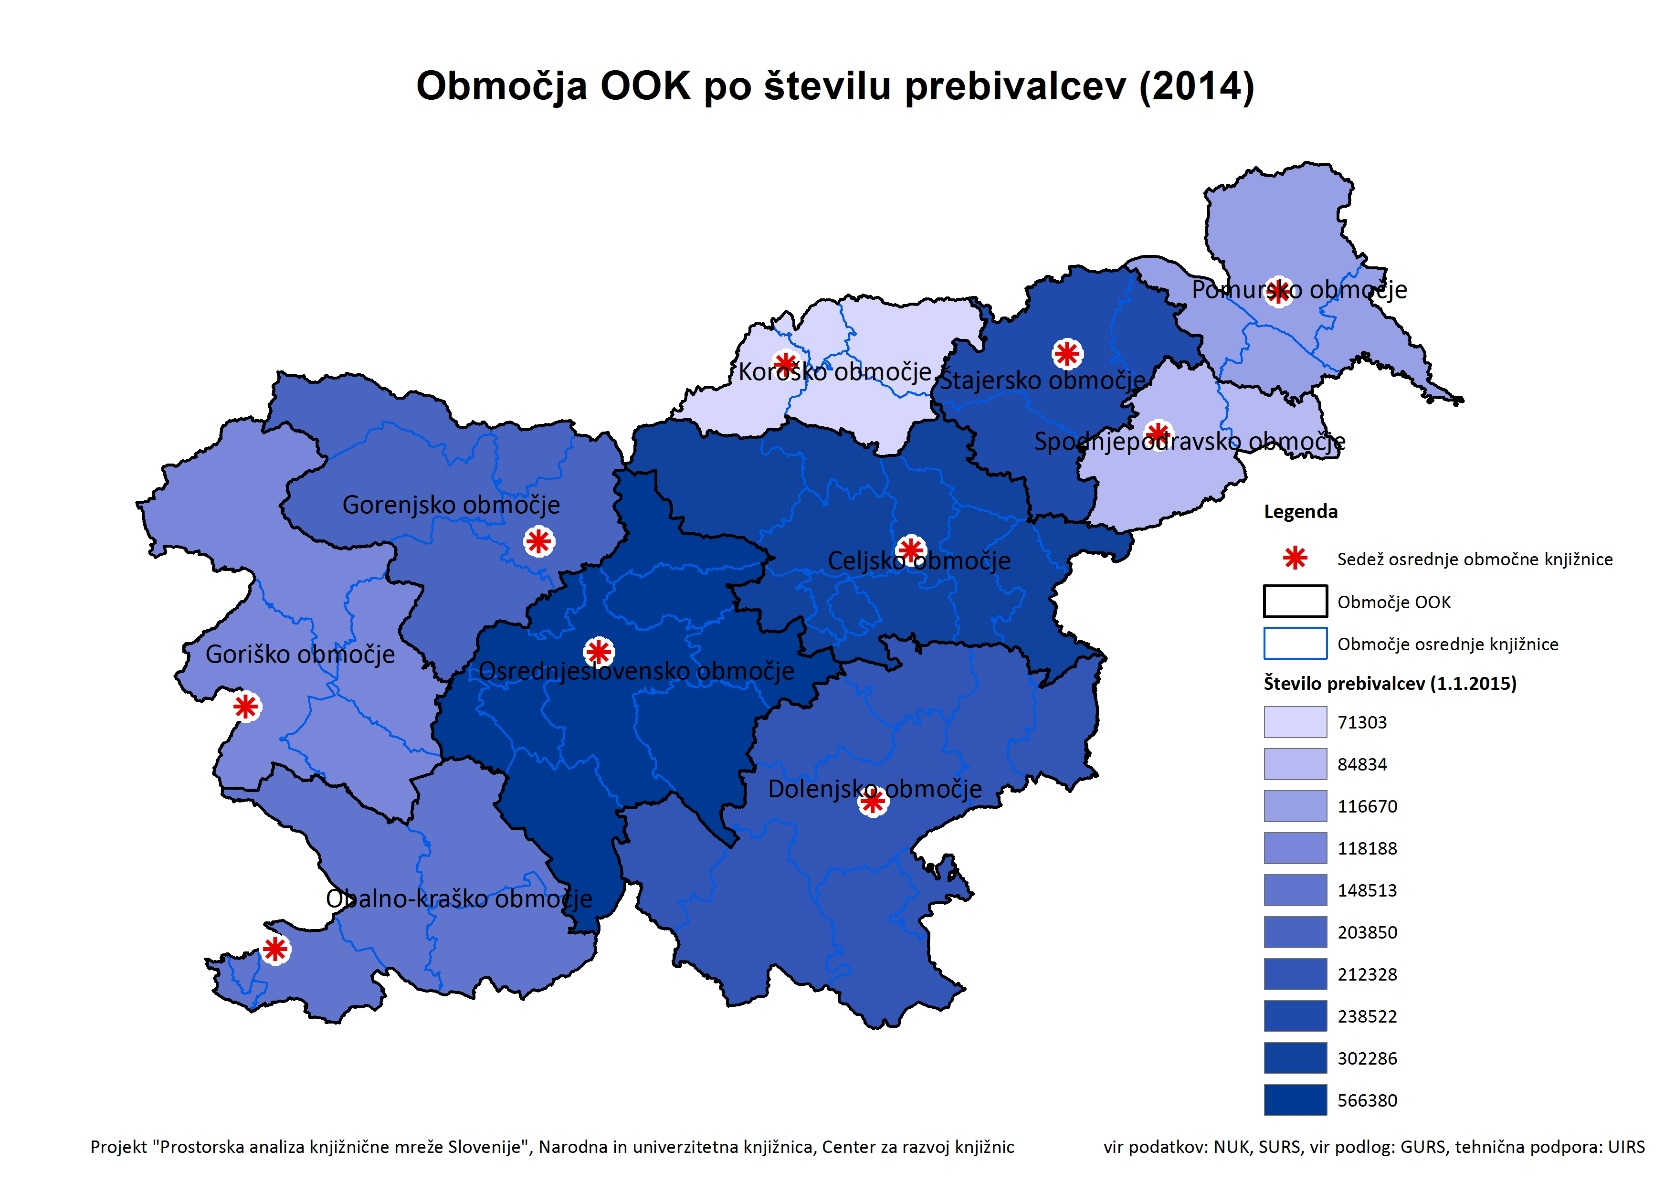 Območja OOK po številu prebivalcev (2014)
Pomursko območje
Koroško območje
Štajersko območje
Spodnjepodravsko območje
Gorenjsko območje
Celjsko območje
Goriško območje
Osrednjeslovensko območje
Dolenjsko območje
Obalno-kraško območje
Legenda
Sedež osrednje območne knjižnice
Območje OOK
Območje osrednje knjižnice
Število prebivalcev (1.1.2015)
71303
84834
116670
118188
148513
203850
212328
238522
302286
566380
Projekt "Prostorska analiza knjižnične mreže Slovenije", Narodna in univerzitetna knjižnica, Center za razvoj knjižnic
vir podatkov: NUK, SURS, vir podlog: GURS, tehnična podpora: UIRS